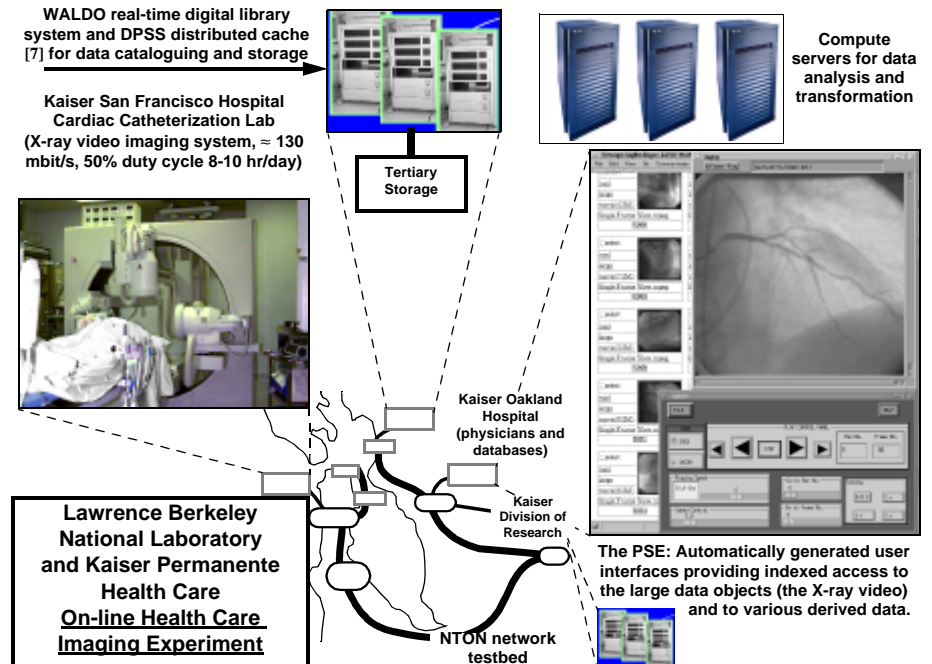 WALDO real-time digital library
system and DPSS distributed cache
[7] for data cataloguing and storage
Kaiser San Francisco Hospital
Cardiac Catheterization Lab
(X-ray video imaging system, ≈ 130
mbit/s, 50% duty cycle 8-10 hr/day)
Tertiary
Storage
Compute
servers for data
analysis and
transformation
Kaiser Oakland
Hospital
(physicians and
databases)
Kaiser
Division of
Research
Lawrence Berkeley
National Laboratory
and Kaiser Permanente
Health Care
On-line Health Care
Imaging Experiment
NTON network
testbed
The PSE: Automatically generated user
interfaces providing indexed access to
the large data objects (the X-ray video)
and to various derived data.